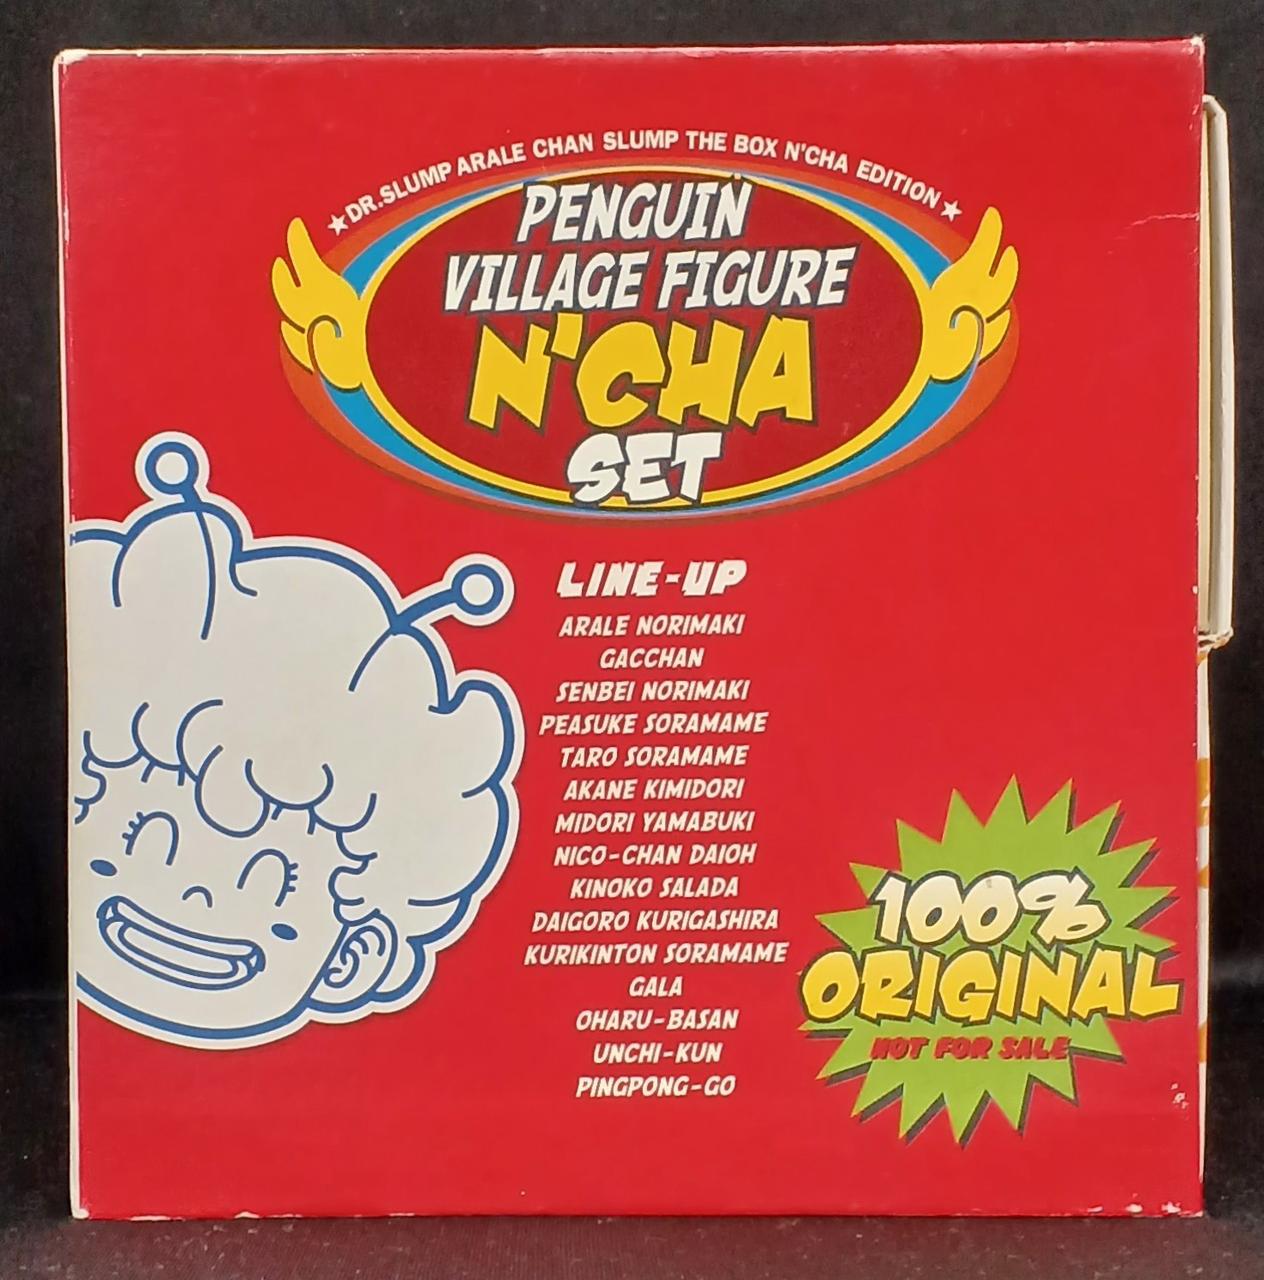 ★DR.SLUMP ARALE CHAN SLUMP THE BOX N'CHA EDITION★
PENGUIN
VILLAGE FIGURE
N'CHA
SET
LINE-UP
ARALE NORIMAKI
GACCHAN
SENBEI NORIMAKI
PEASUKE SORAMAME
TARO SORAMAME
AKANE KIMIDORI
MIDORI YAMABUKI
NICO-CHAN DAIOH
KINOKO SALADA
DAIGORO KURIGASHIRA
KURIKINTON SORAMAME
GALA
OHARU-BASAN
UNCHI-KUN
PINGPONG-GO
100%
ORIGINAL
NOT FOR SALE